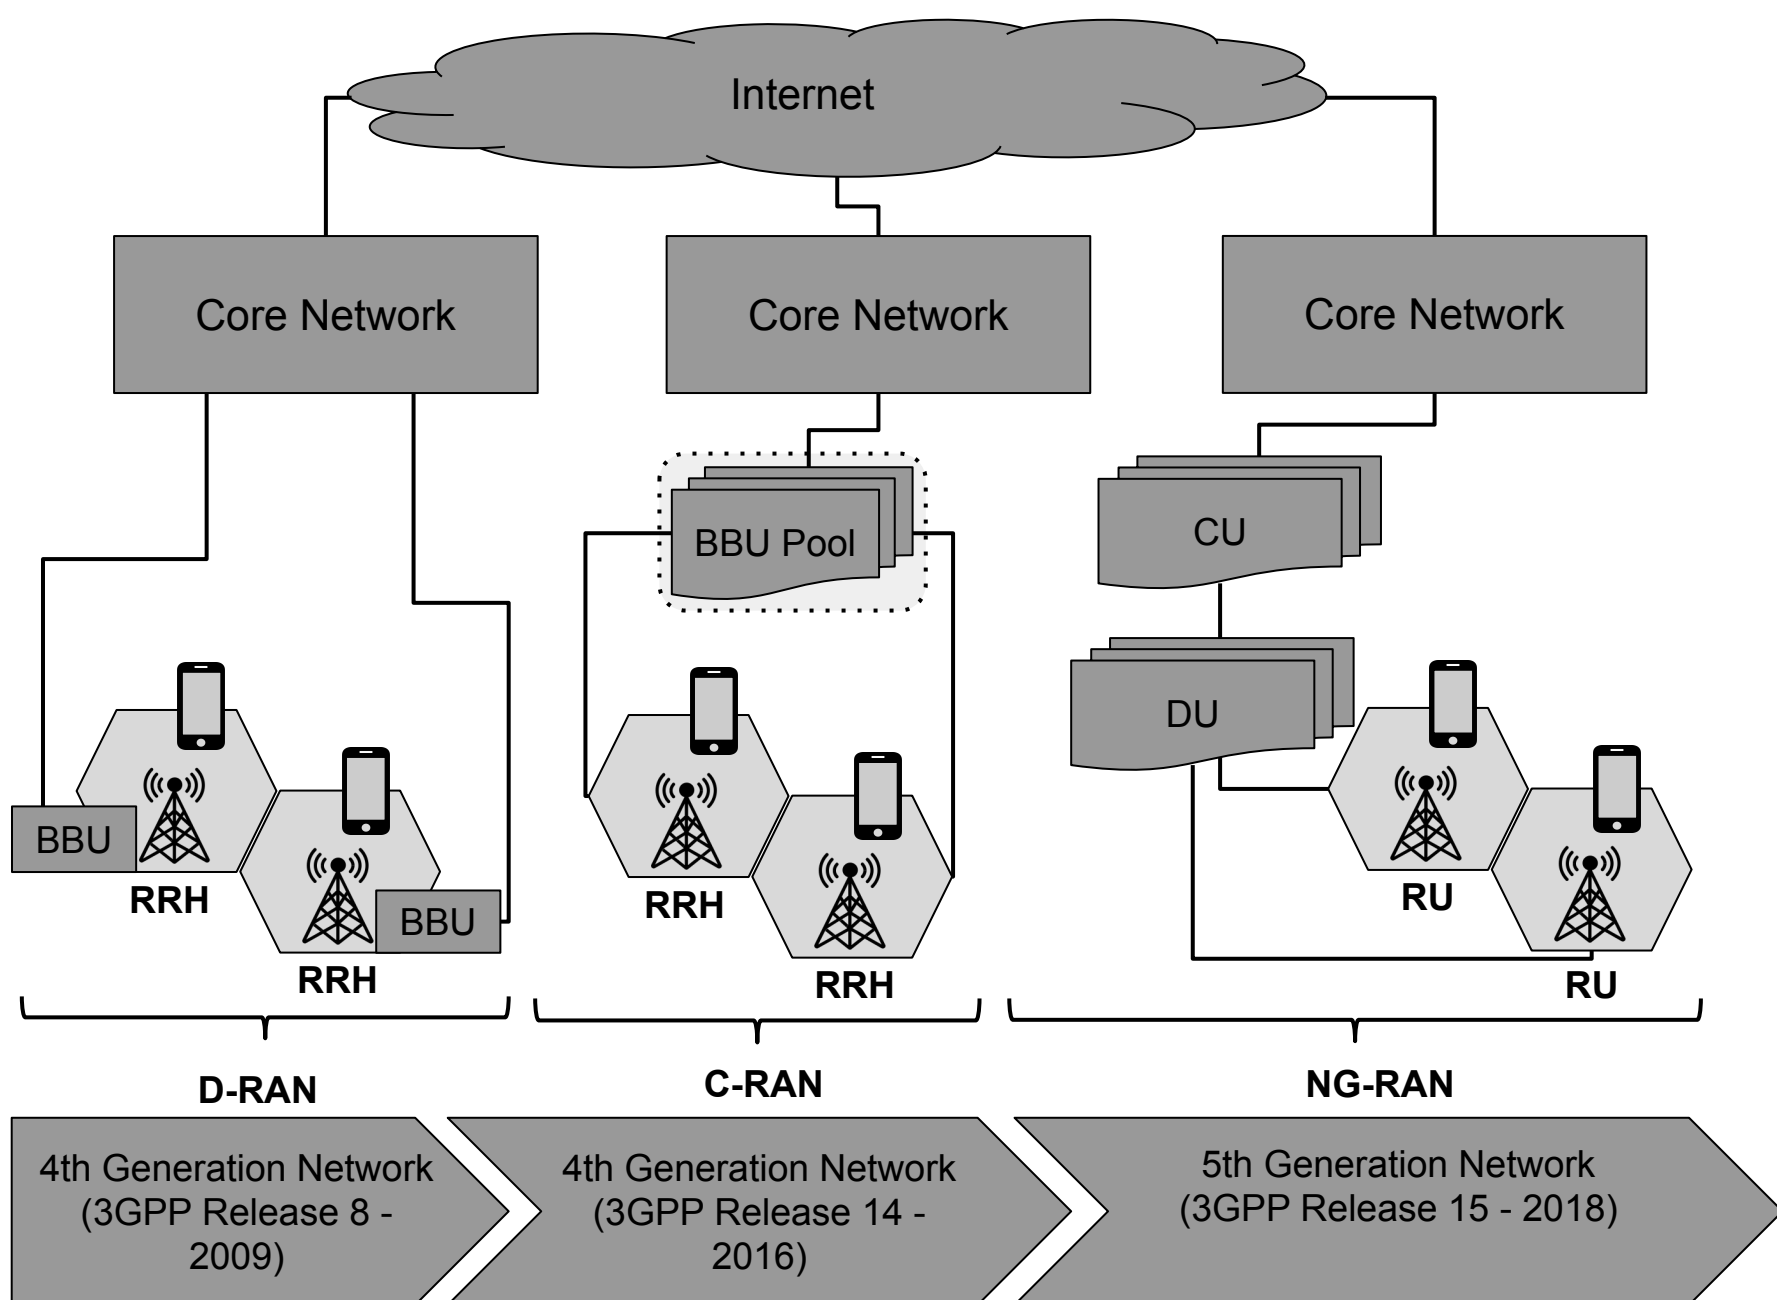 Internet
Core Network
Core Network
Core Network
BBU Pool
CU
DU
BBU
RRH
BBU
RRH
RRH
RRH
RU
RU
D-RAN
C-RAN
NG-RAN
4th Generation Network
(3GPP Release 8 -
2009)
4th Generation Network
(3GPP Release 14 -
2016)
5th Generation Network
(3GPP Release 15 - 2018)